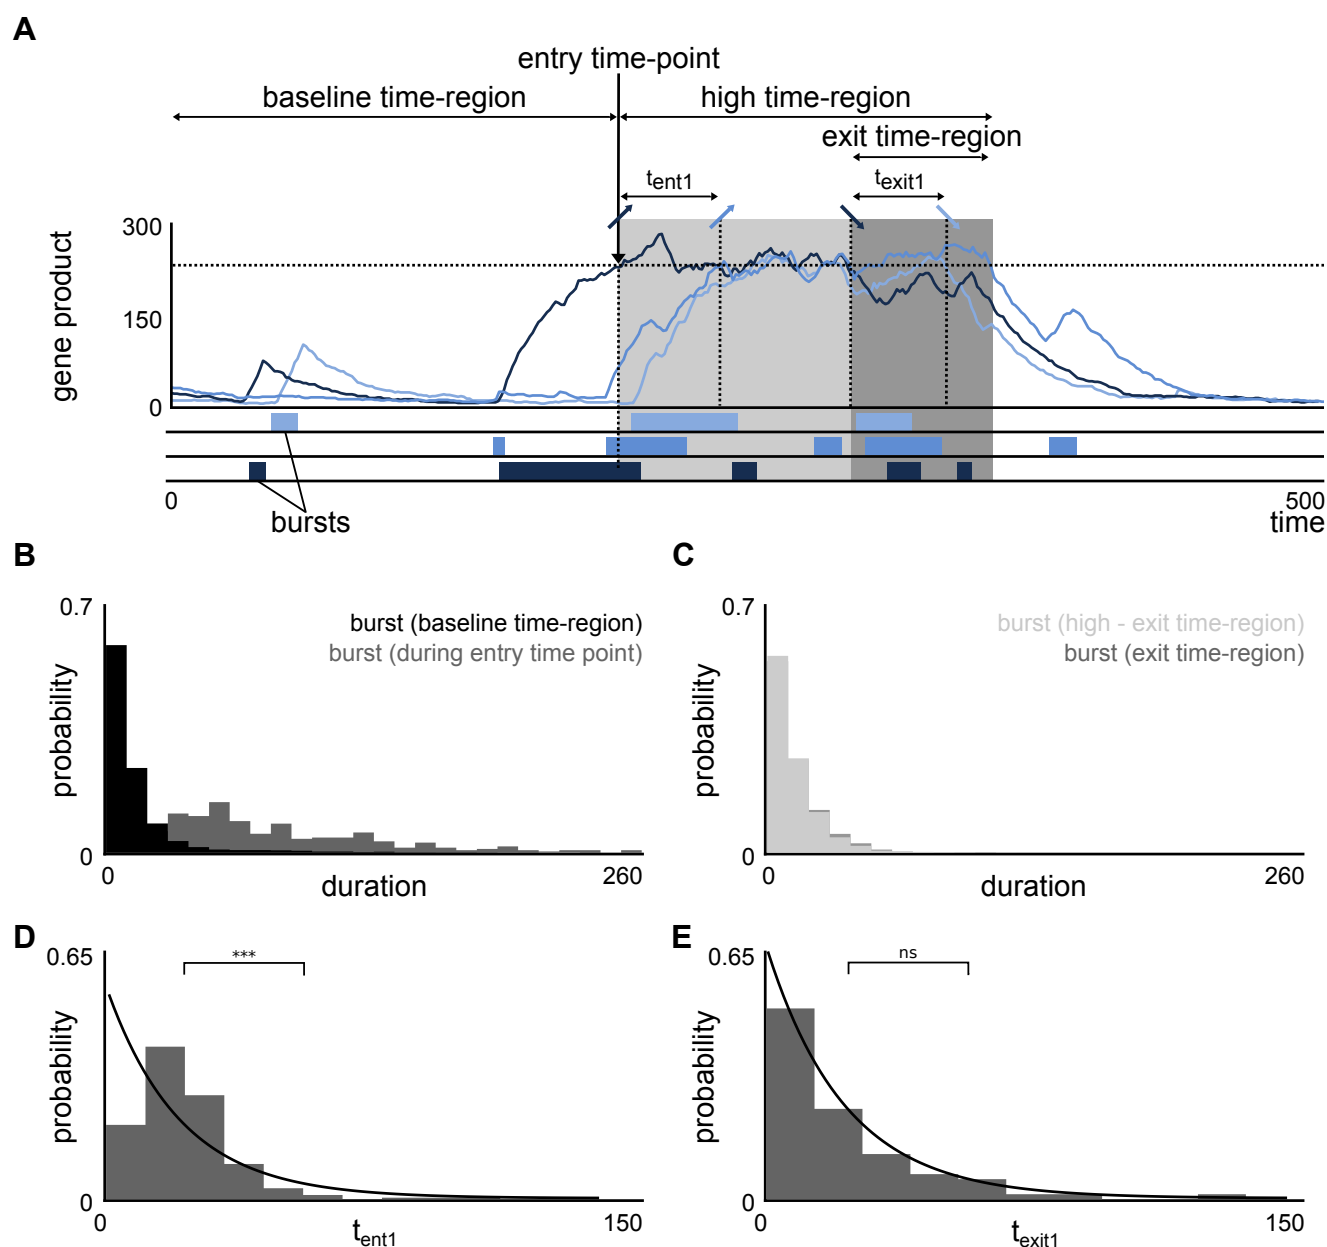 A
entry time-point
baseline time-region
high time-region
exit time-region
tent1
texit1
300
150
0
gene product
0
500
bursts
time
B
0.7
burst (baseline time-region)
burst (during entry time point)
probability
0
0
duration
260
C
0.7
burst (high - exit time-region)
burst (exit time-region)
probability
0
0
duration
260
D
0.65
***
probability
0
0
tent1
150
E
0.65
ns
probability
0
0
texit1
150